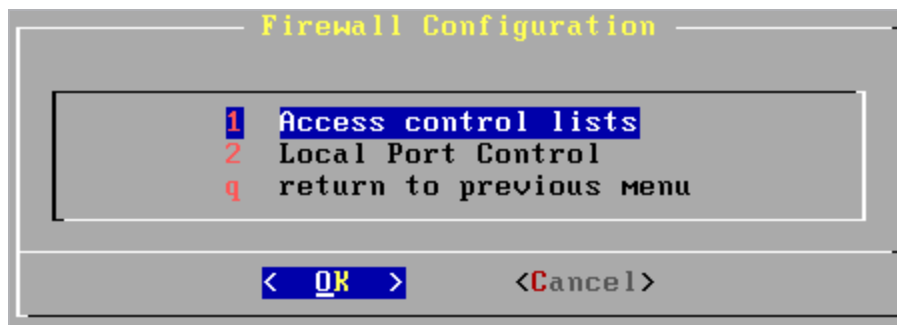 Firewall Configuration
1 Access control lists
2 Local Port Control
q return to previous menu
< OK > <Cancel>